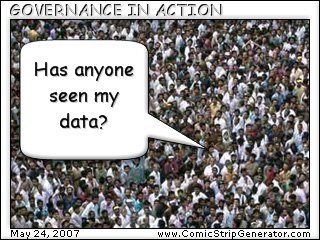 GOVERNANCE IN ACTION
Has anyone
seen my
data?
May 24, 2007 www.ComicStripGenerator.com